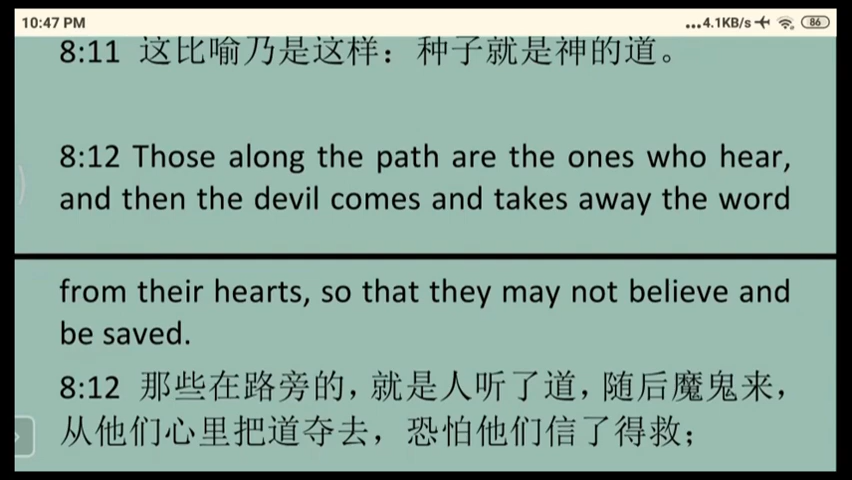 10:47 PM ...4.1KB/s 86
8:11 这比喻乃是这样：种子就是神的道。
8:12 Those along the path are the ones who hear,
and then the devil comes and takes away the word
from their hearts, so that they may not believe and
be saved.
8:12 那些在路旁的，就是人听了道，随后魔鬼来，
从他们心里把道夺去，恐怕他们信了得救；